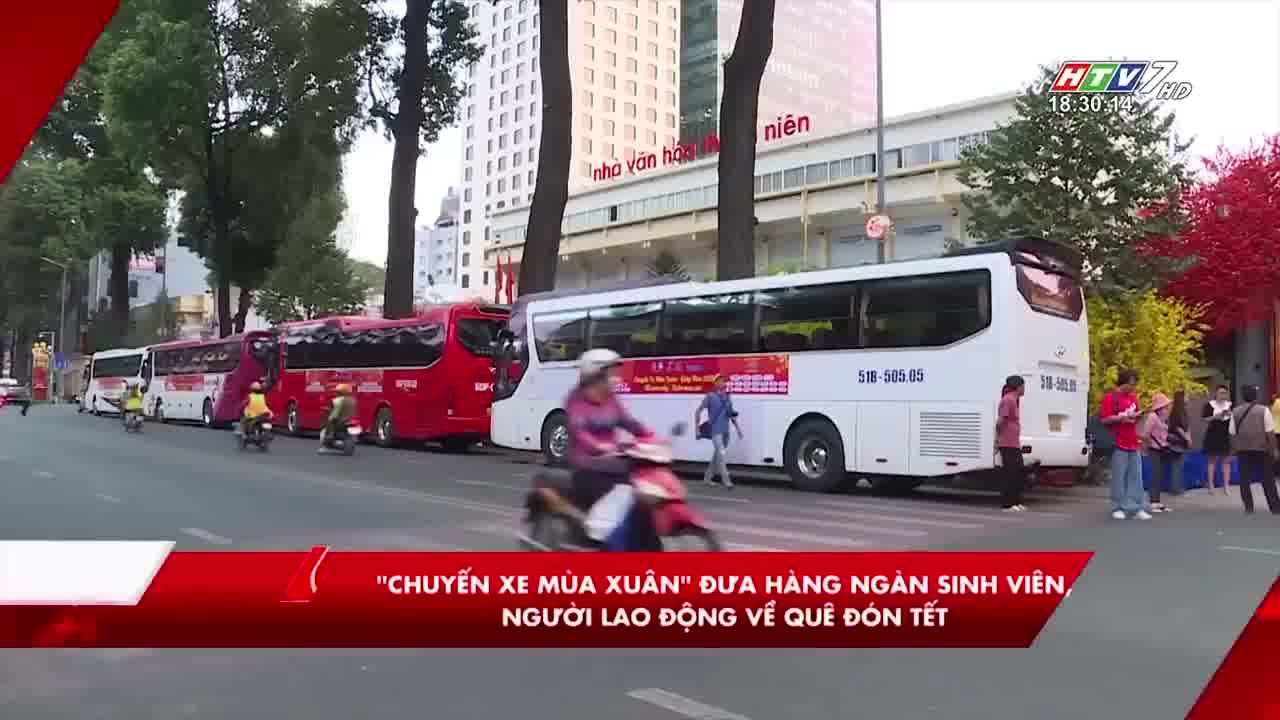 HTV7 HD
18:30:14
nhà văn hóa niên
51B-505.05
51B-505.05
"CHUYẾN XE MÙA XUÂN" ĐƯA HÀNG NGÀN SINH VIÊN,
NGƯỜI LAO ĐỘNG VỀ QUÊ ĐÓN TẾT